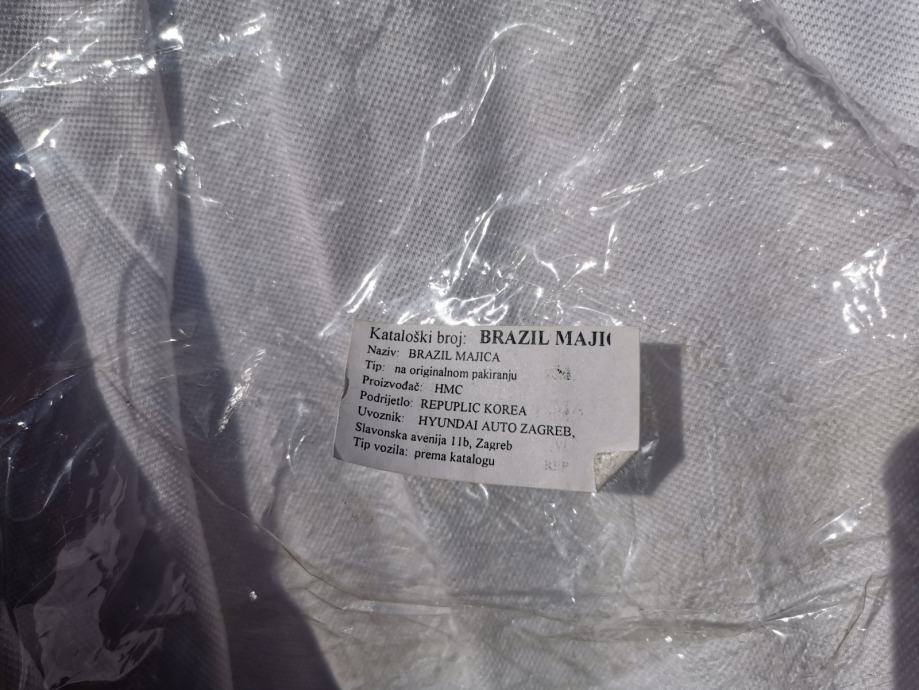 Kataloški broj: BRAZIL MAJIC
Naziv: BRAZIL MAJICA
Tip: na originalnom pakiranju
Proizvođač: HMC
Podrijetlo: REPUPLIC KOREA
Uvoznik: HYUNDAI AUTO ZAGREB,
Slavonska avenija 11b, Zagreb
Tip vozila: prema katalogu